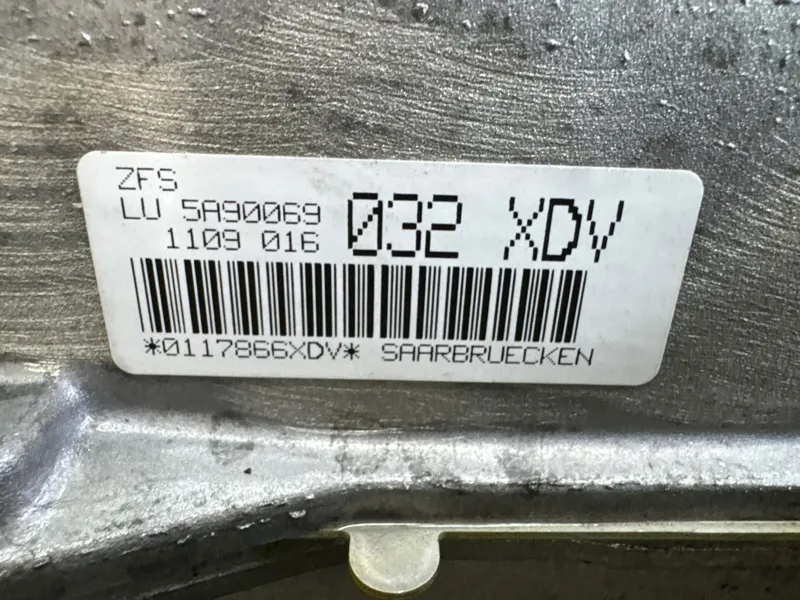 ZFS
LU 5A90069 032 XDV
1109 016
*0117866XDV* SAARBRUECKEN